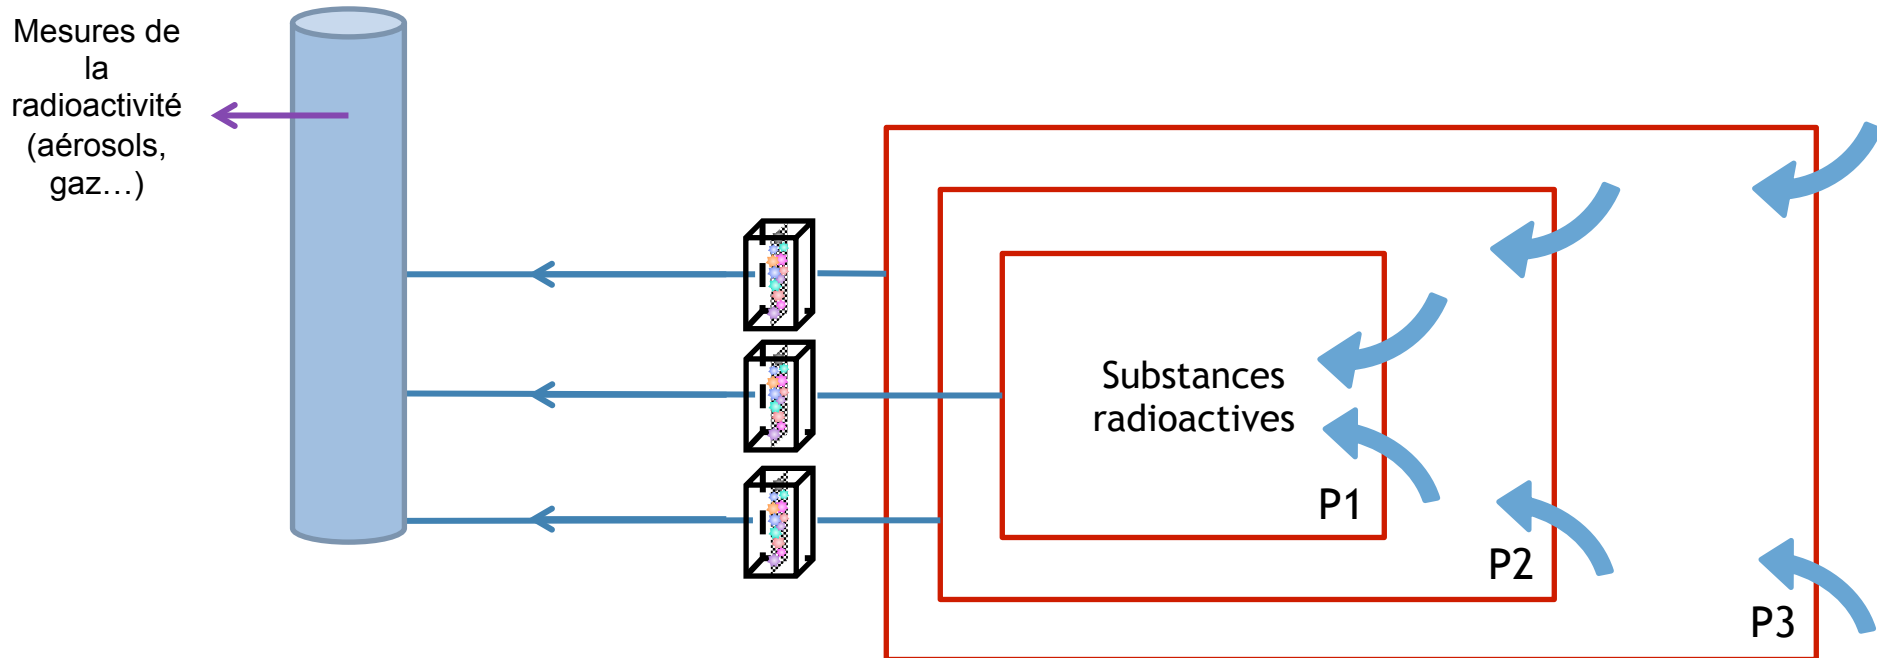 Mesures de
la
radioactivité
(aérosols,
gaz…)
Substances
radioactives
P1
P2
P3